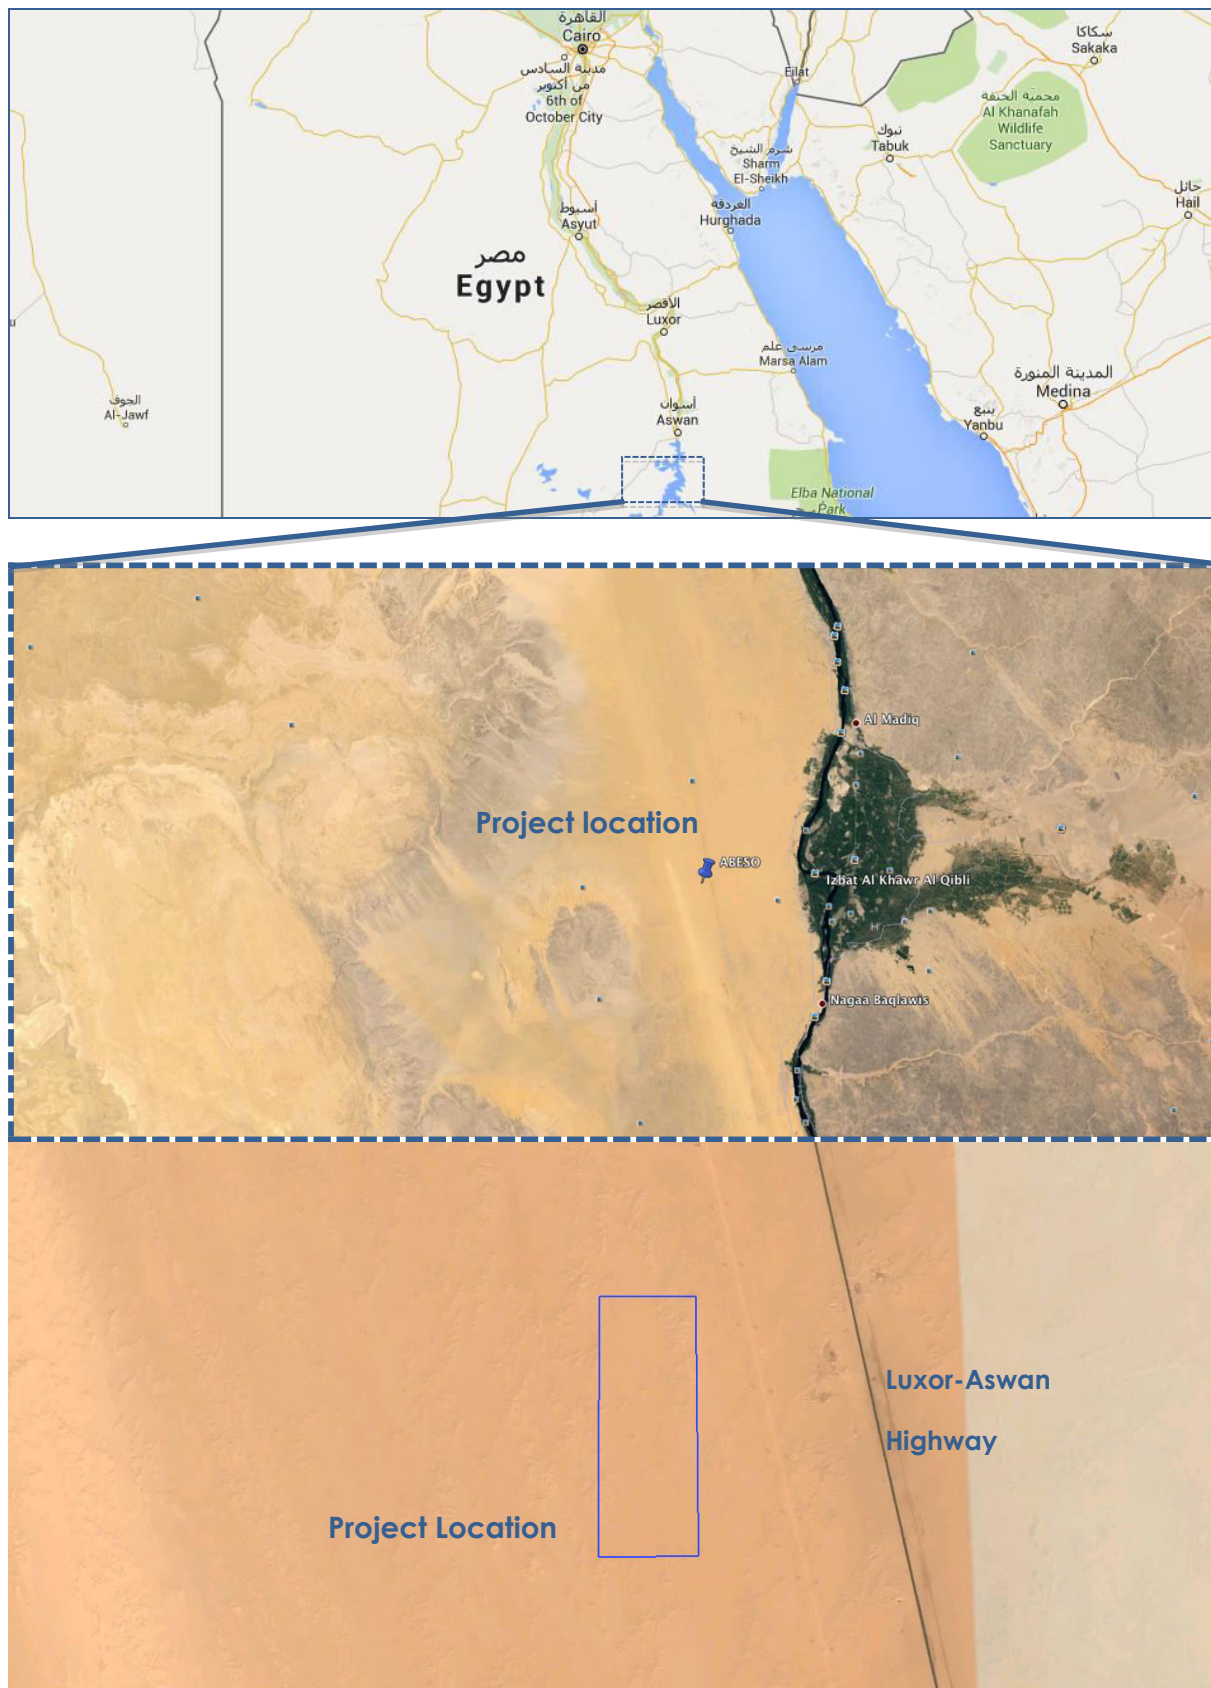 القاهرة
Cairo
مدينة السادس
من أكتوبر
6th of
October City
Eilat
سكاكا
Sakaka
محمية الخنفة
Al Khanafah
Wildlife
Sanctuary
تبوك
Tabuk
شرم الشيخ
Sharm
El-Sheikh
حائل
Hail
الغردقة
Hurghada
أسيوط
Asyut
مصر
Egypt
الأقصر
Luxor
مرسى علم
Marsa Alam
المدينة المنورة
Medina
ينبع
Yanbu
الجوف
Al-Jawf
أسوان
Aswan
Elba National
Park
Al Madiq
Project location
ABESO
Izbat Al Khawr Al Qibli
Nagaa Baqlawis
Luxor-Aswan
Highway
Project Location